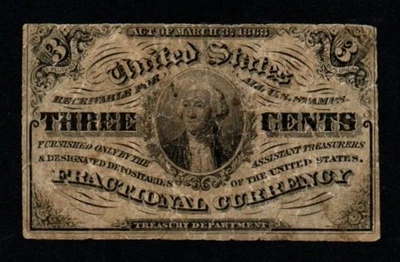 ACT OF MARCH 3, 1863
3 3
United States
RECEIVABLE FOR ALL U.S. STAMPS
THREE CENTS
FURNISHED ONLY BY THE ASSISTANT TREASURERS
& DESIGNATED DEPOSITARIES OF THE UNITED STATES.
FRACTIONAL CURRENCY
TREASURY DEPARTMENT